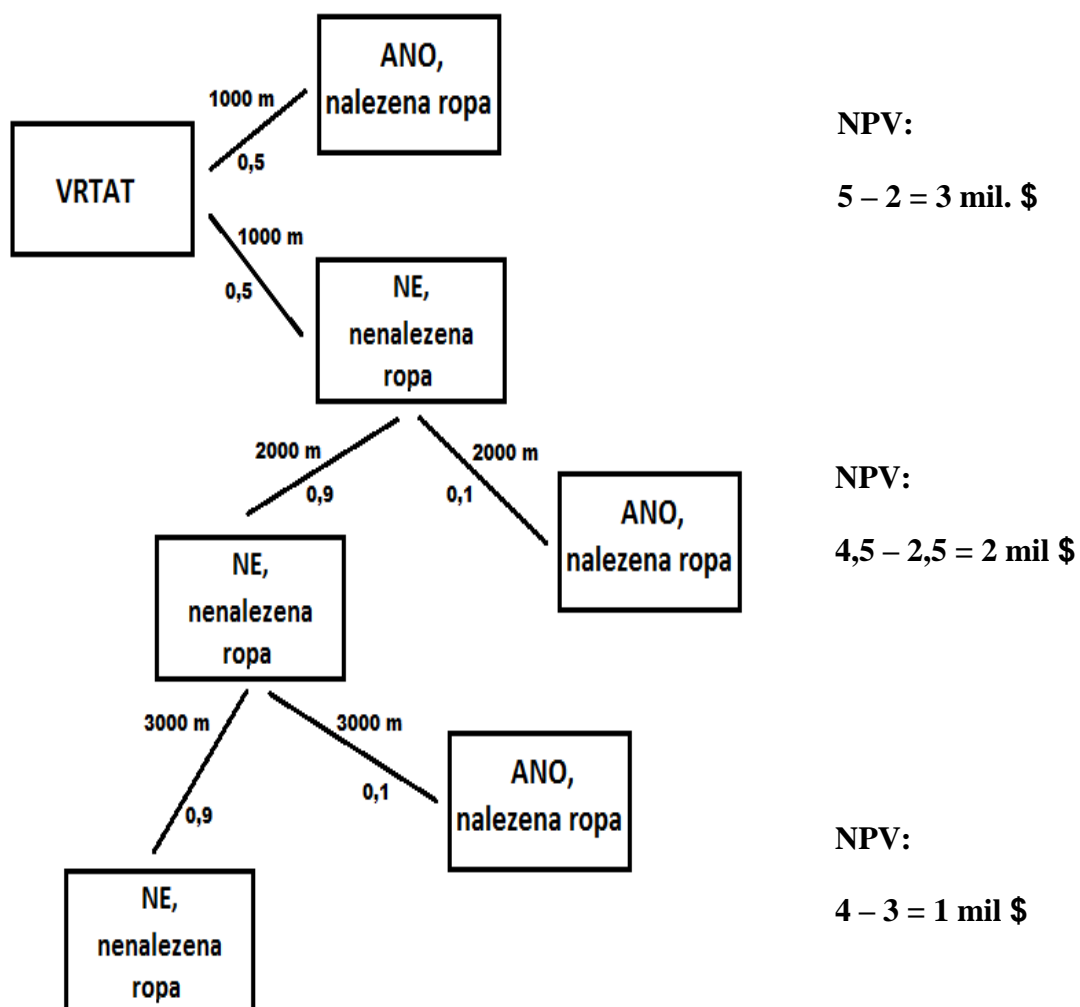 ANO,
nalezena ropa
1000 m
0,5
VRTAT
NPV:
5 – 2 = 3 mil. $
1000 m
0,5
NE,
nenalezena
ropa
2000 m
0,9
2000 m
0,1
ANO,
nalezena ropa
NPV:
4,5 – 2,5 = 2 mil $
NE,
nenalezena
ropa
3000 m
0,9
3000 m
0,1
ANO,
nalezena ropa
NPV:
4 – 3 = 1 mil $
NE,
nenalezena
ropa